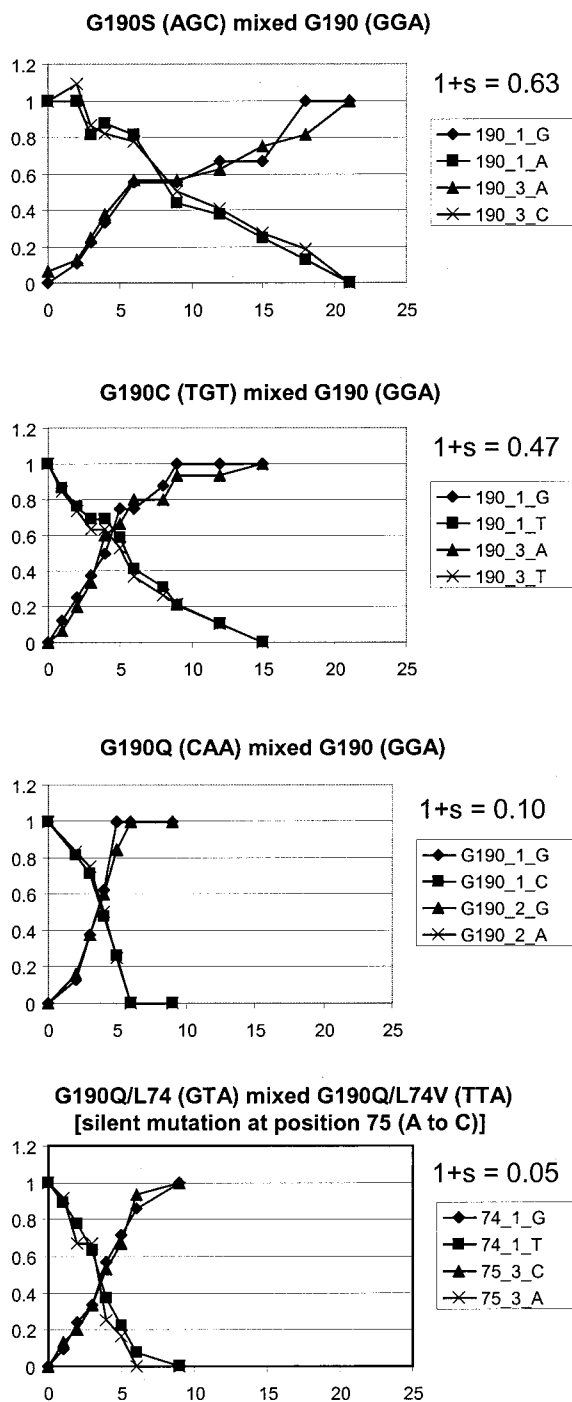 G190S (AGC) mixed G190 (GGA)
1.2
1
0.8
0.6
0.4
0.2
0
0 5 10 15 20 25
1+s = 0.63
190_1_G
190_1_A
190_3_A
190_3_C
G190C (TGT) mixed G190 (GGA)
1.2
1
0.8
0.6
0.4
0.2
0
0 5 10 15 20 25
1+s = 0.47
190_1_G
190_1_T
190_3_A
190_3_T
G190Q (CAA) mixed G190 (GGA)
1.2
1
0.8
0.6
0.4
0.2
0
0 5 10 15 20 25
1+s = 0.10
G190_1_G
G190_1_C
G190_2_G
G190_2_A
G190Q/L74 (GTA) mixed G190Q/L74V (TTA)
[silent mutation at position 75 (A to C)]
1.2
1
0.8
0.6
0.4
0.2
0
0 5 10 15 20 25
1+s = 0.05
74_1_G
74_1_T
75_3_C
75_3_A